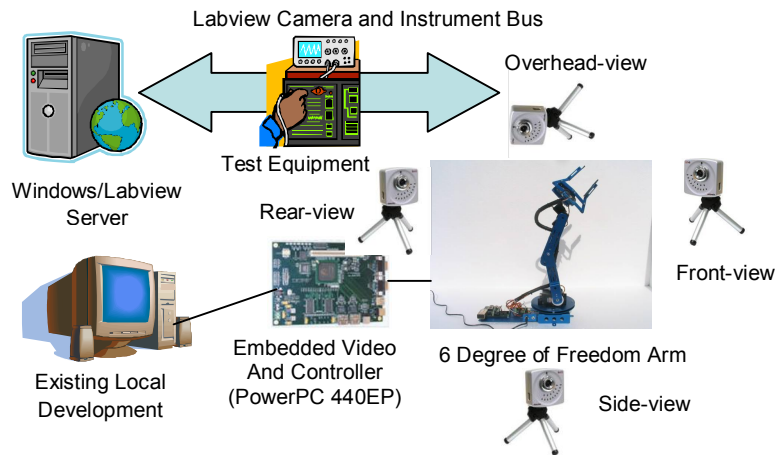 Labview Camera and Instrument Bus
Overhead-view
Test Equipment
Windows/Labview
Server
Rear-view
Front-view
Embedded Video
And Controller
(PowerPC 440EP)
6 Degree of Freedom Arm
Existing Local
Development
Side-view